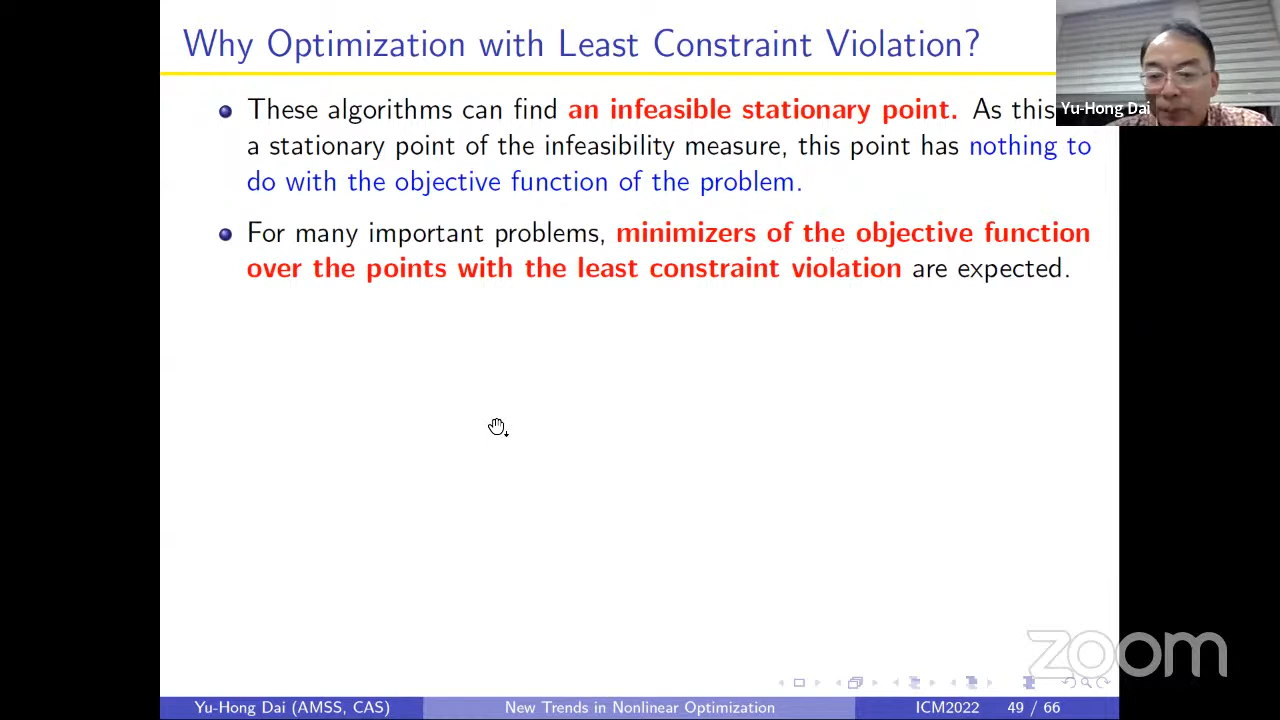 Why Optimization with Least Constraint Violation?
These algorithms can find an infeasible stationary point. As this
a stationary point of the infeasibility measure, this point has nothing to
do with the objective function of the problem.
For many important problems, minimizers of the objective function
over the points with the least constraint violation are expected.
Yu-Hong Dai
zoom
Yu-Hong Dai (AMSS, CAS) New Trends in Nonlinear Optimization ICM2022 49 / 66